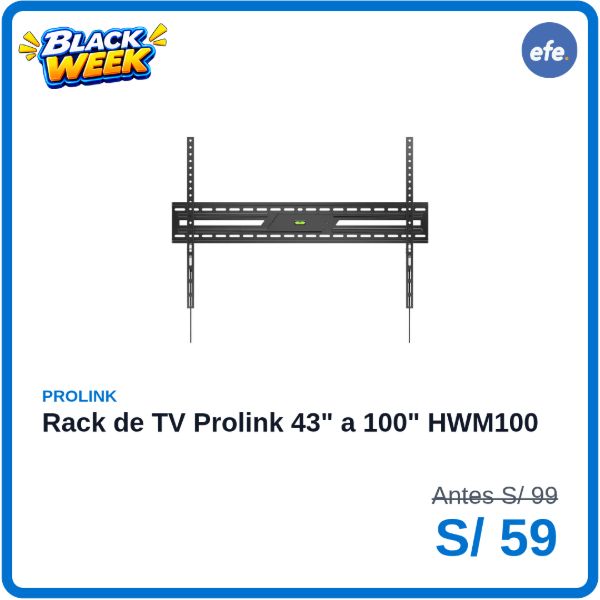 BLACK
WEEK
efe.
PROLINK
Rack de TV Prolink 43" a 100" HWM100
Antes S/ 99
S/ 59